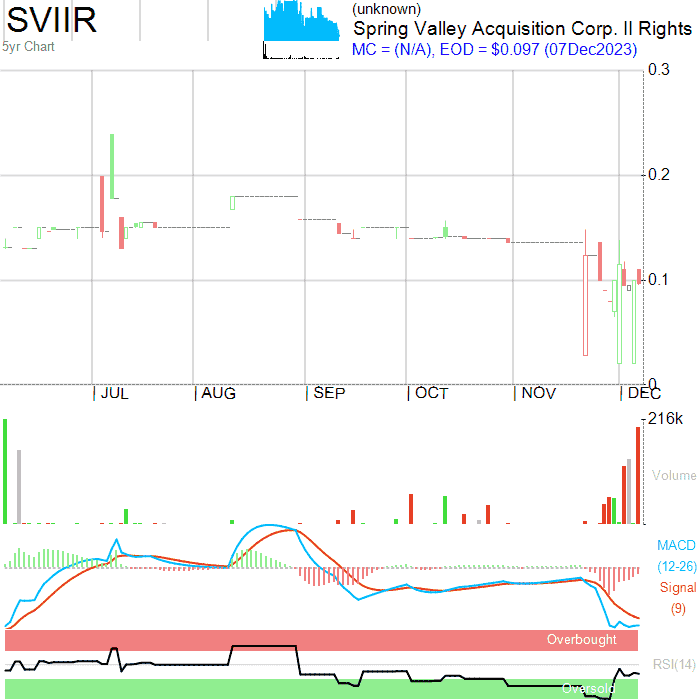 SVIIR
5yr Chart
(unknown)
Spring Valley Acquisition Corp. II Rights
MC = (N/A), EOD = $0.097 (07Dec2023)
0.3
0.2
0.1
0
JUL AUG SEP OCT NOV DEC
216k
Volume
MACD
(12-26)
Signal
(9)
Overbought
RSI(14)
Oversold